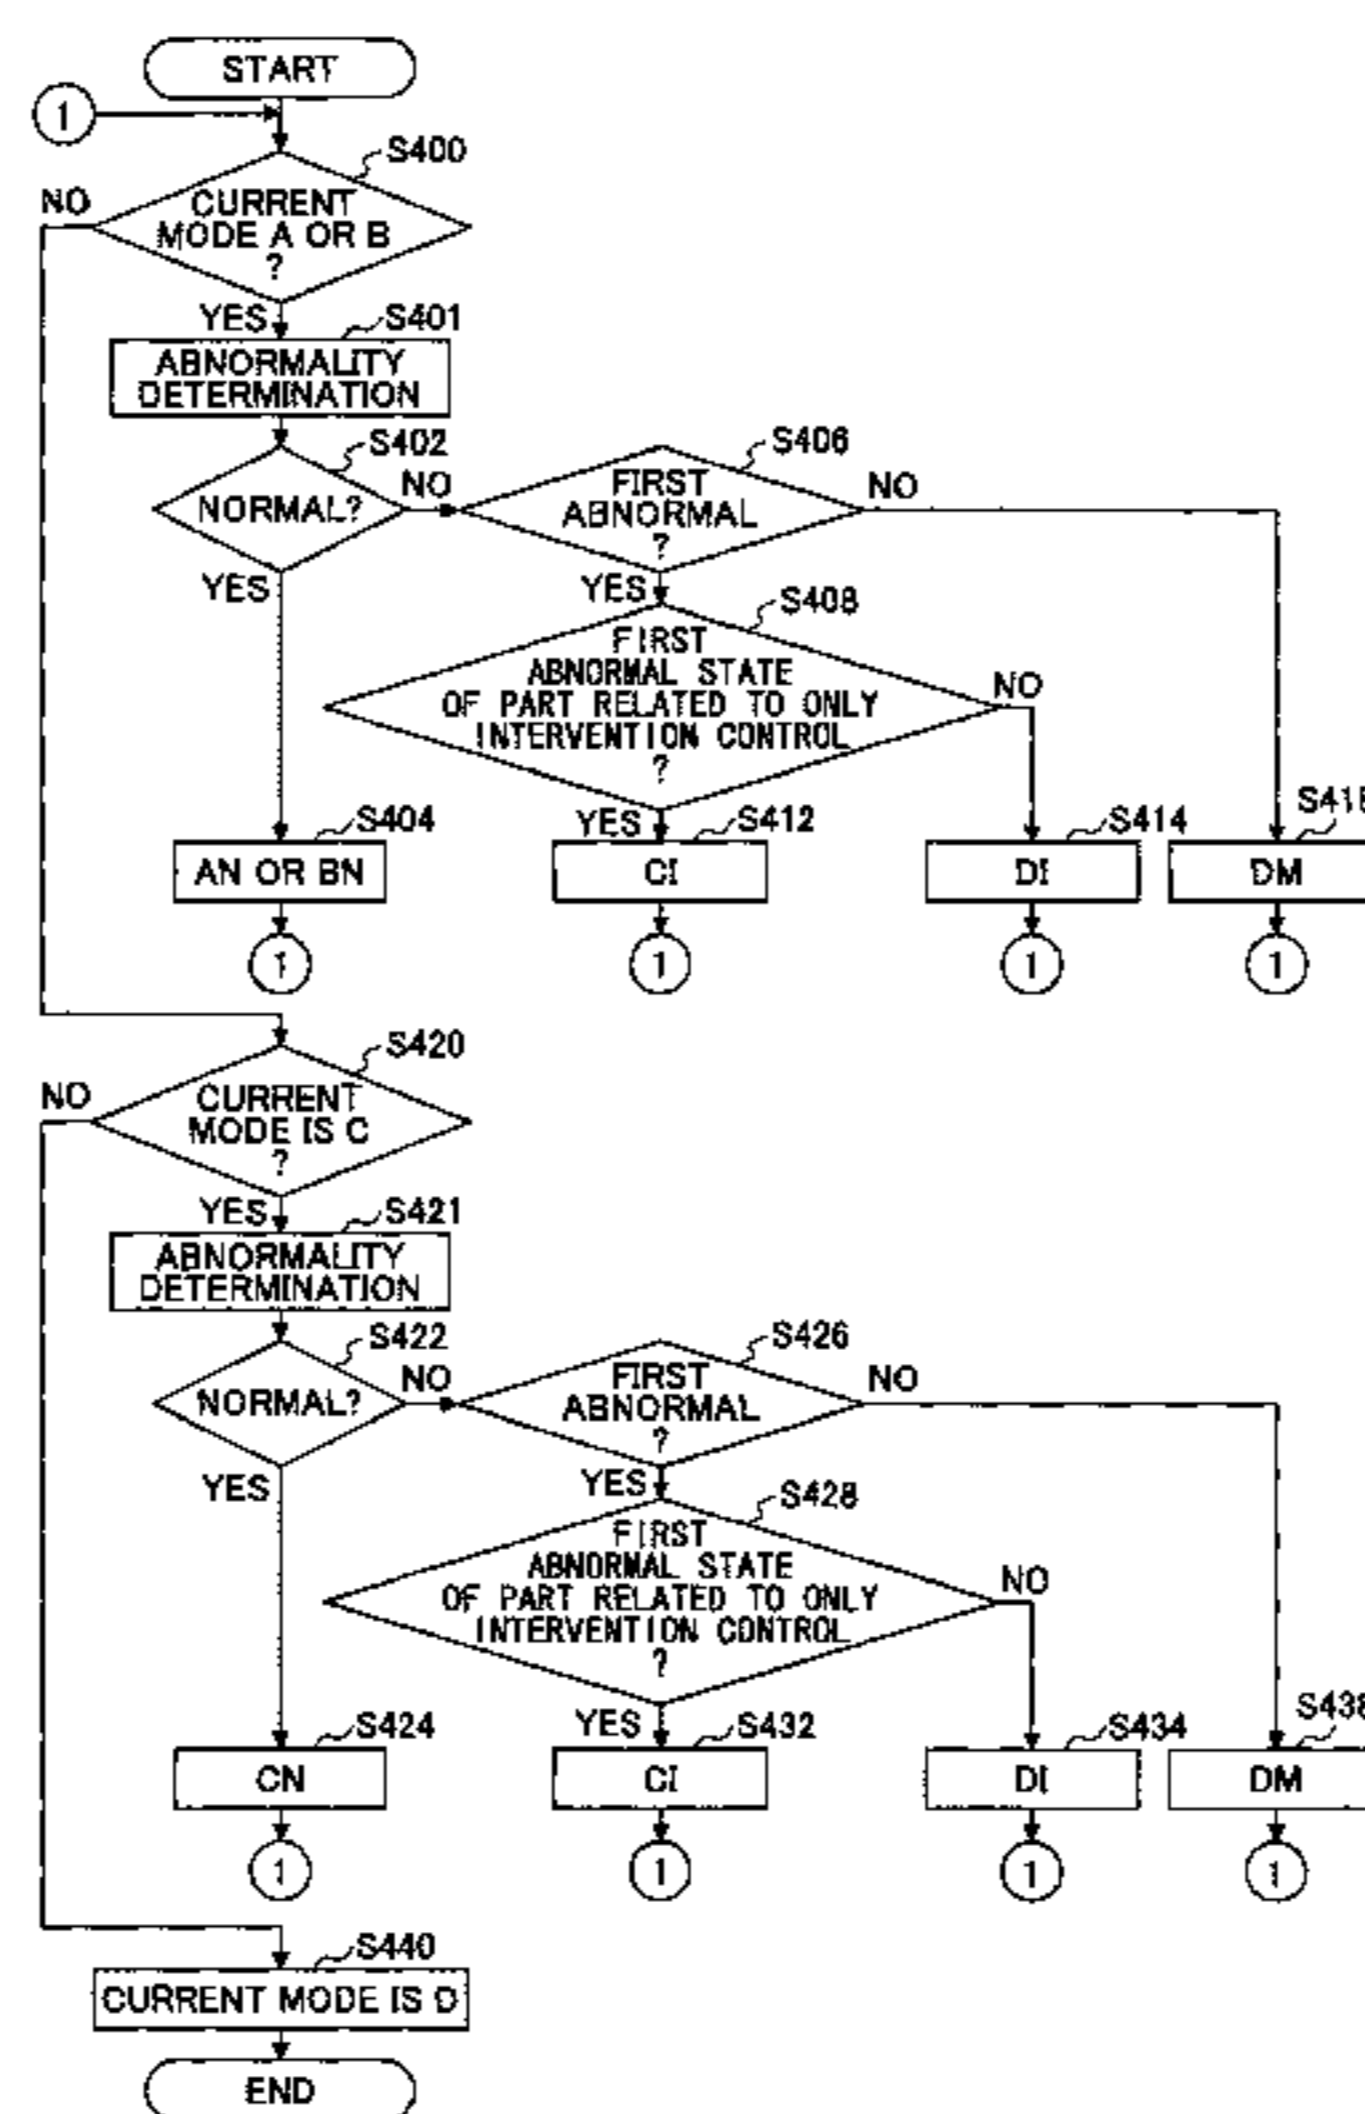 START
1
S400
NO
CURRENT
MODE A OR B
?
YES
S401
ABNORMALITY
DETERMINATION
S402
NORMAL?
NO
S406
FIRST
ABNORMAL
?
NO
YES
YES
S408
FIRST
ABNORMAL STATE
OF PART RELATED TO ONLY
INTERVENTION CONTROL
?
NO
S404
YES
S412
S414
AN OR BN
CI
DI
DM
1
1
1
1
S420
NO
CURRENT
MODE IS C
?
YES
S421
ABNORMALITY
DETERMINATION
S422
NORMAL?
NO
S426
FIRST
ABNORMAL
?
NO
YES
YES
S428
FIRST
ABNORMAL STATE
OF PART RELATED TO ONLY
INTERVENTION CONTROL
?
NO
S424
YES
S432
S434
S438
CN
CI
DI
DM
1
1
1
1
S440
CURRENT MODE IS D
END